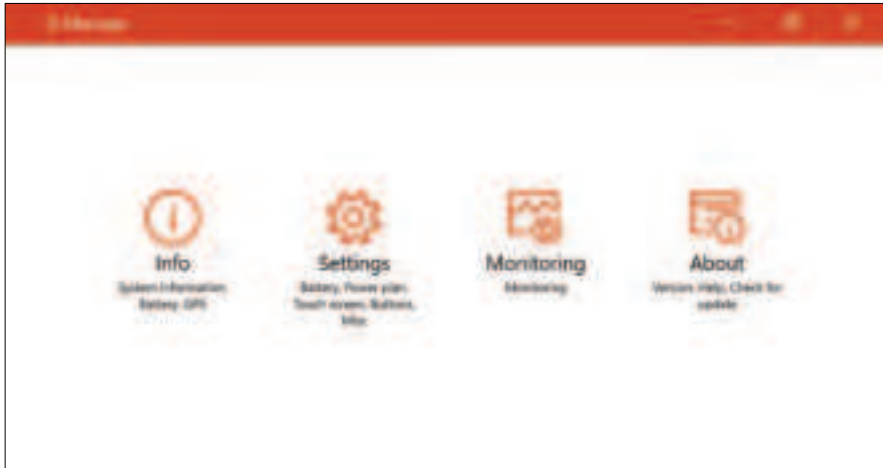 Info
Settings
Monitoring
About
System Information
Battery, GPS
Battery, Power plan
Touch screen, Buttons,
Misc
Monitoring
Version, Help, Check for
update